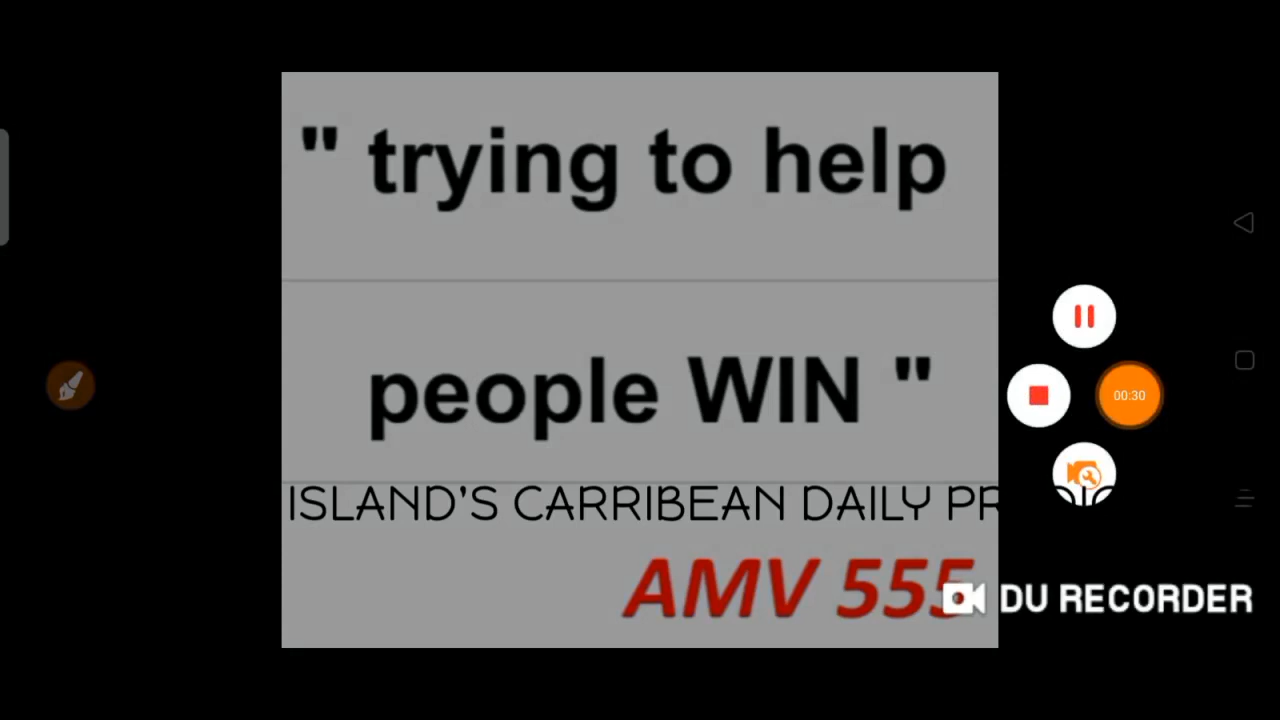 " trying to help
people WIN "
ISLAND'S CARRIBEAN DAILY PR
AMV 555
00:30
DU RECORDER